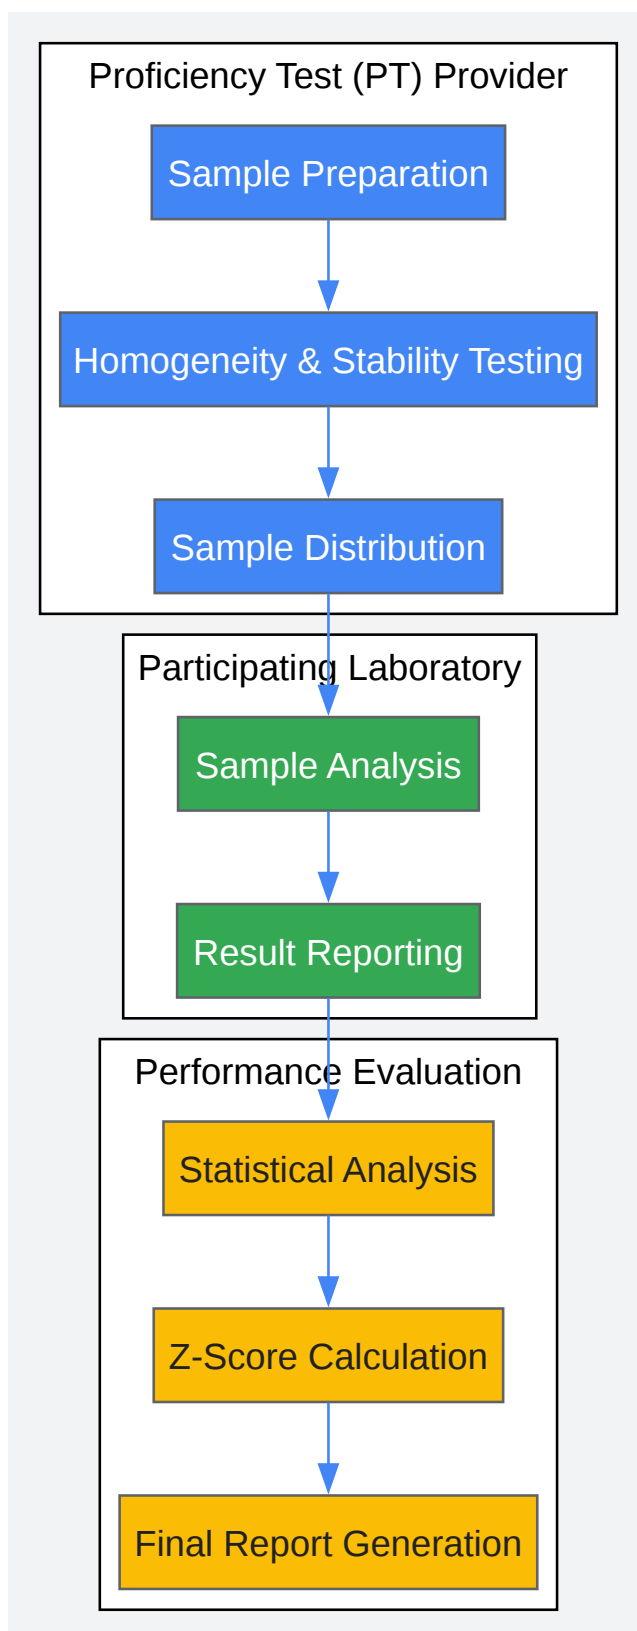 Proficiency Test (PT) Provider
Sample Preparation
Homogeneity & Stability Testing
Sample Distribution
Participating Laboratory
Sample Analysis
Result Reporting
Performance Evaluation
Statistical Analysis
Z-Score Calculation
Final Report Generation